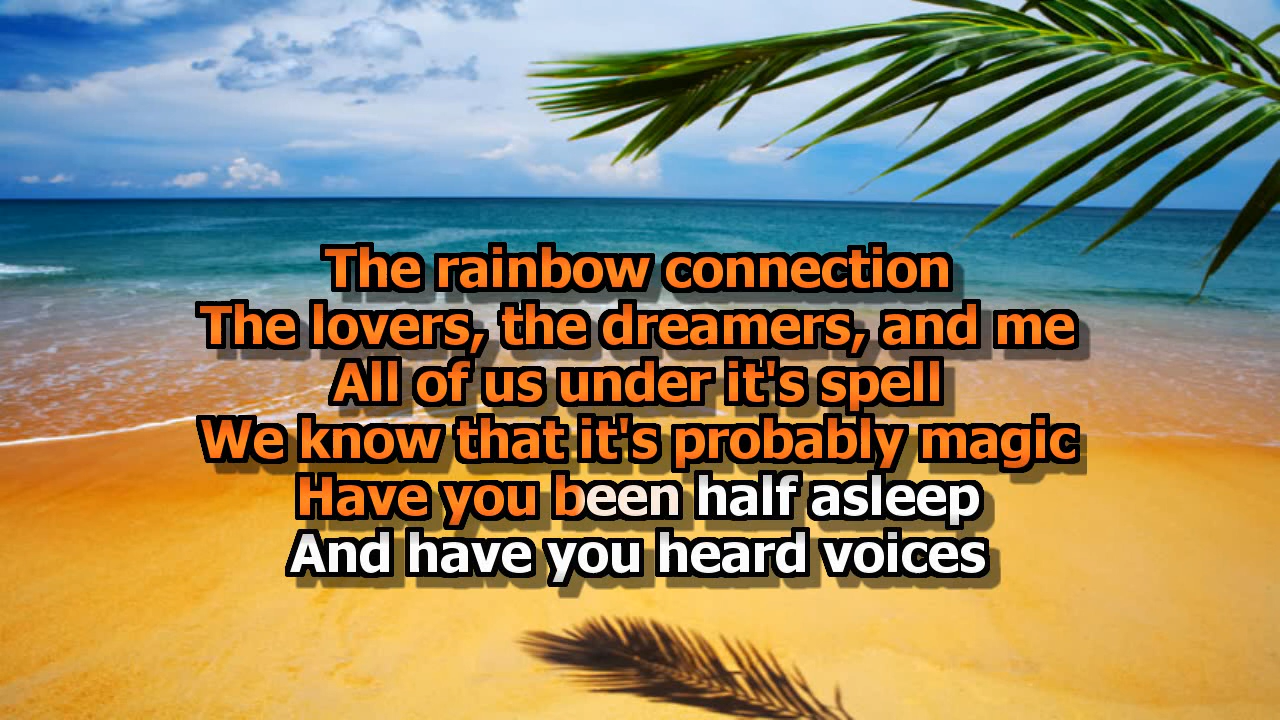 The rainbow connection
The lovers, the dreamers, and me
All of us under it's spell
We know that it's probably magic
Have you been half asleep
And have you heard voices